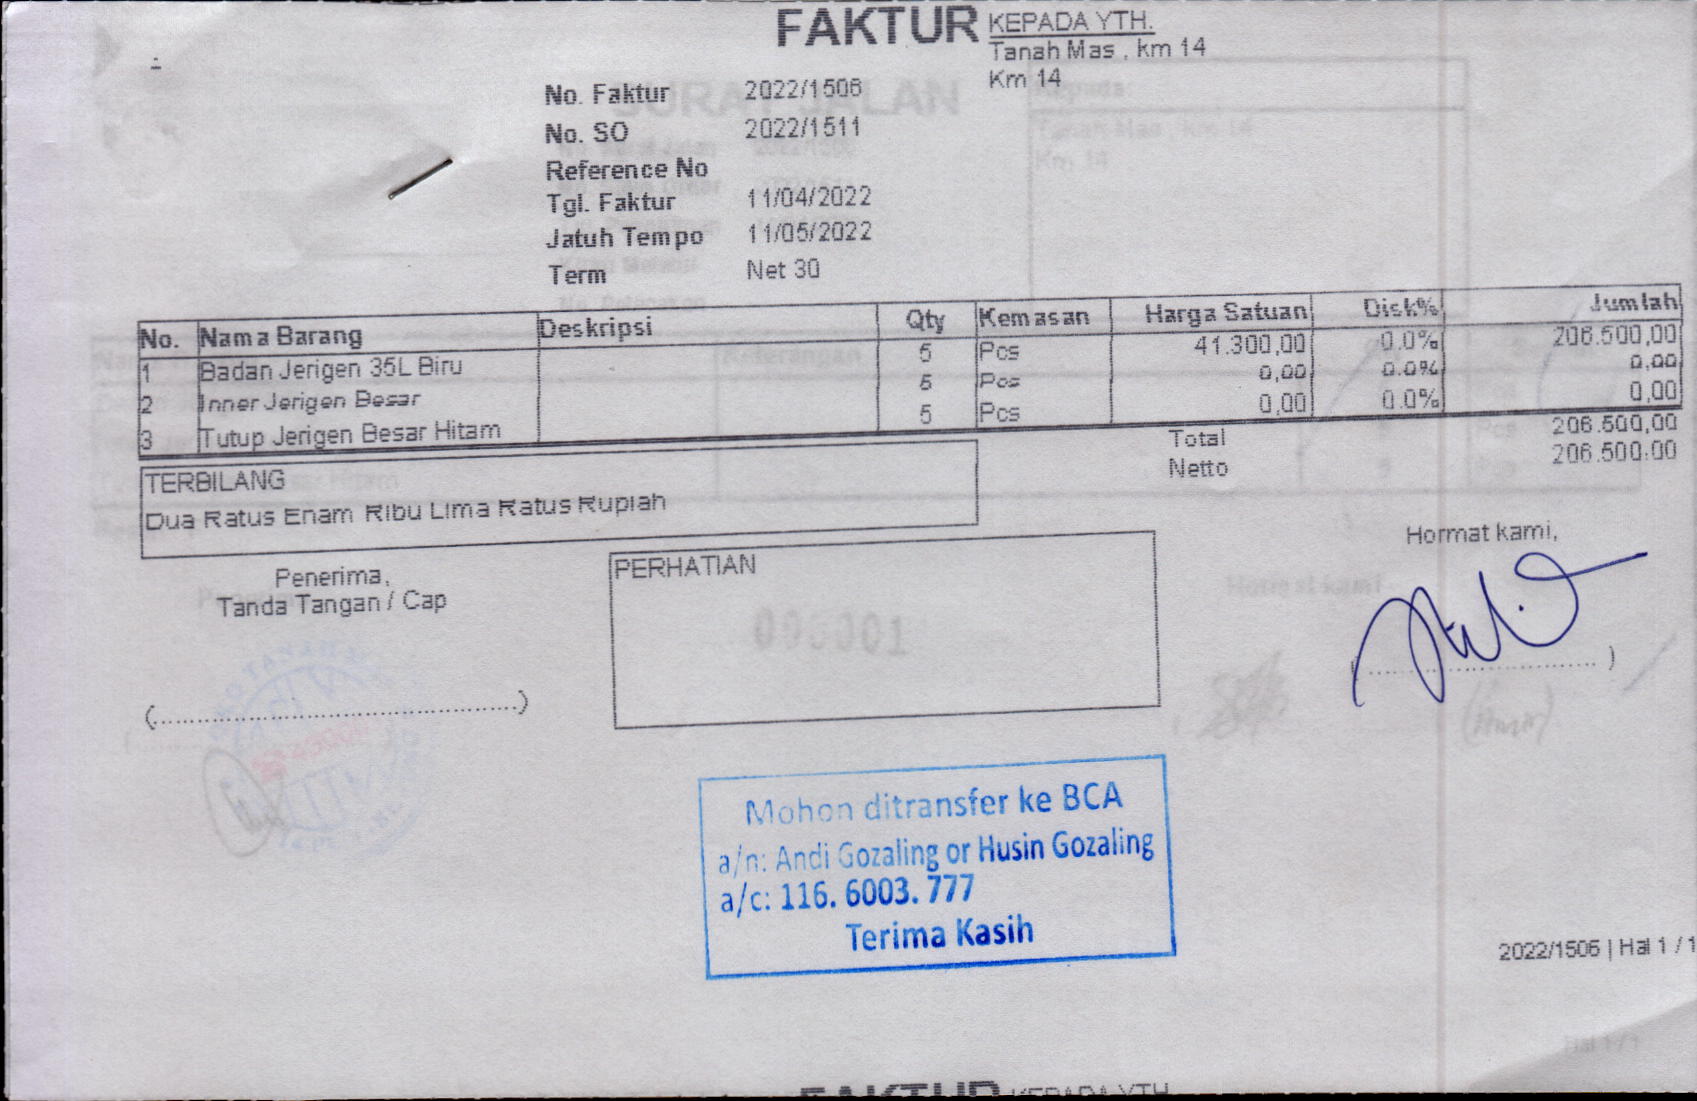 FAKTUR
KEPADA YTH.
Tanah Mas , km 14
Km 14
No. Faktur 2022/1506
No. SO 2022/1511
Reference No
Tgl. Faktur 11/04/2022
Jatuh Tempo 11/05/2022
Term Net 30
No. Nama Barang Deskripsi Qty Kemasan Harga Satuan Disk% Jumlah
1 Badan Jerigen 35L Biru 5 Pcs 41.300,00 0.0% 206.500,00
2 Inner Jerigen Besar 5 Pcs 0,00 0.0% 0,00
3 Tutup Jerigen Besar Hitam 5 Pcs 0,00 0.0% 0,00
Total 206.500,00
Netto 206.500,00
TERBILANG
Dua Ratus Enam Ribu Lima Ratus Rupiah
Penerima,
Tanda Tangan / Cap
(..........)
PERHATIAN
Hormat kami,
(..........)
Mohon ditransfer ke BCA
a/n: Andi Gozaling or Husin Gozaling
a/c: 116. 6003. 777
Terima Kasih
2022/1506 | Hal 1 / 1
FAKTUR KEPADA YTH.